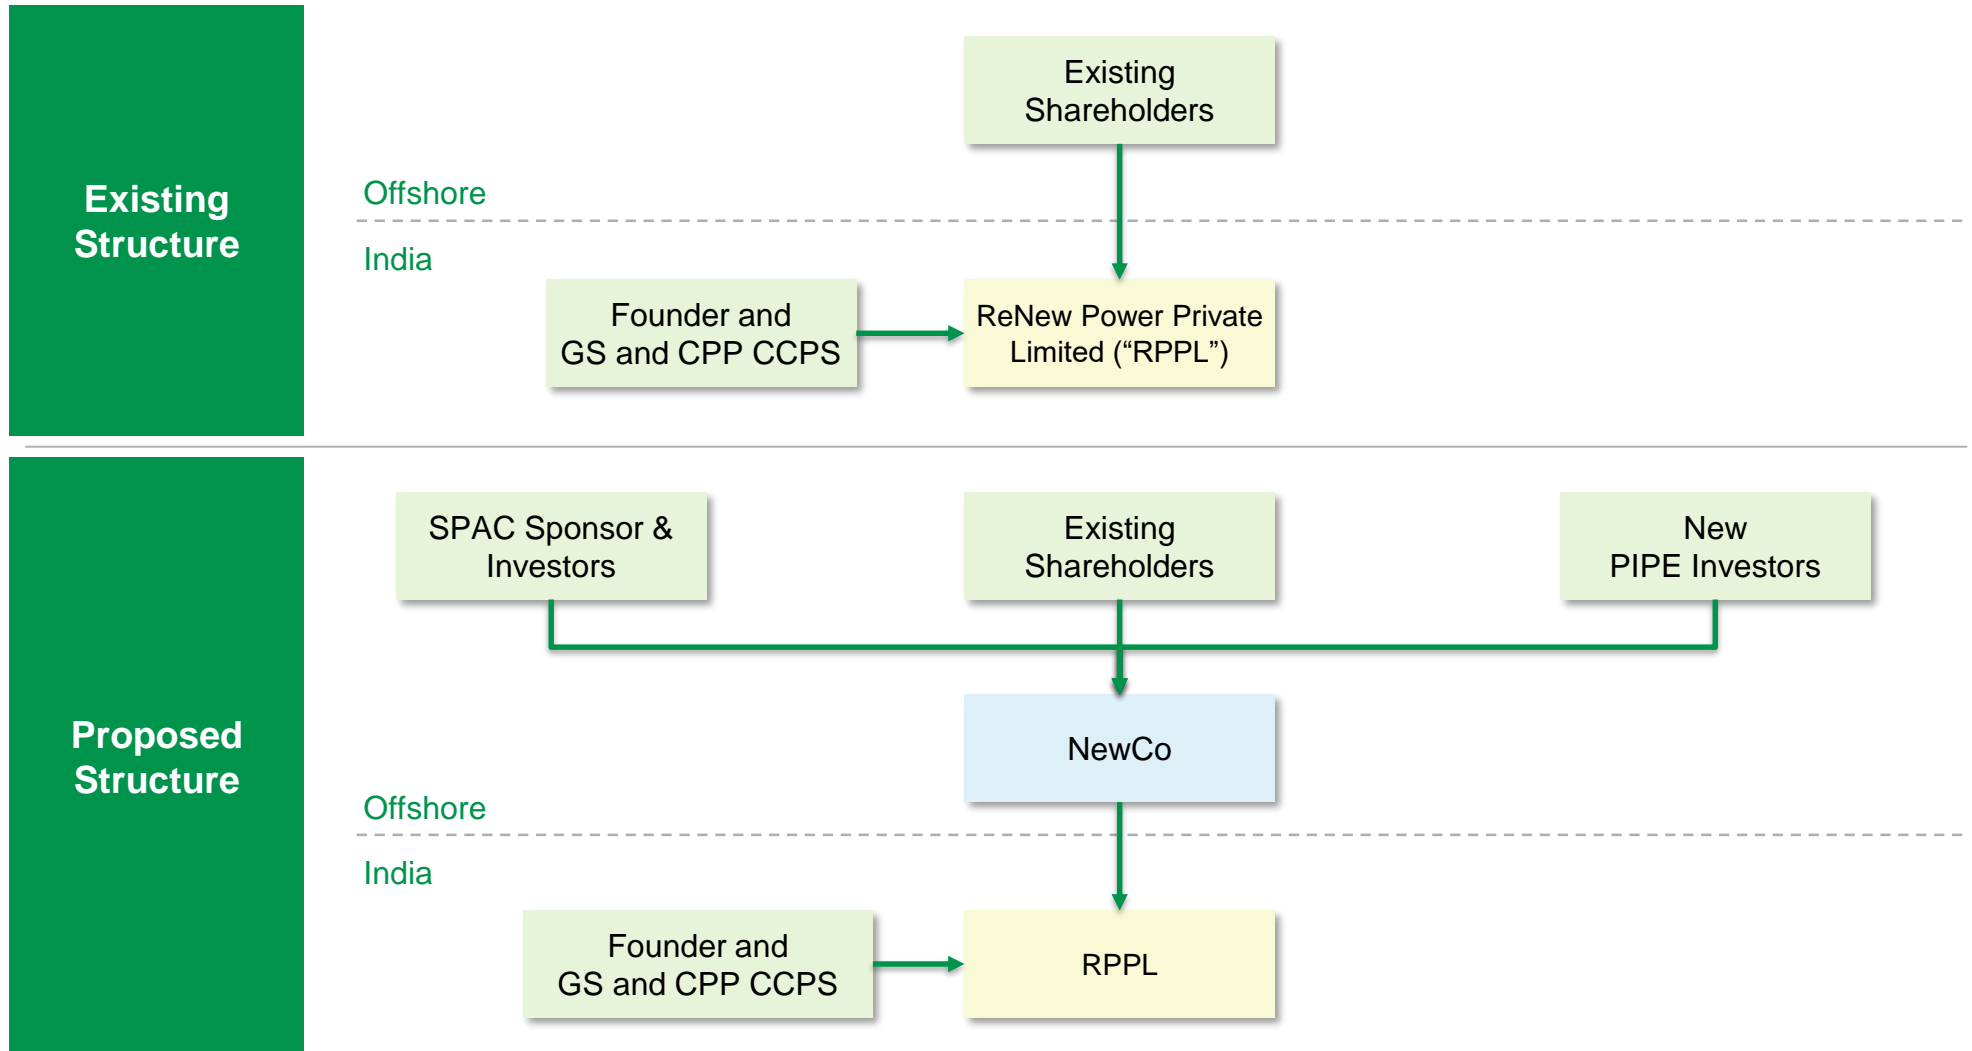 Existing
Structure
Existing
Shareholders
Offshore
India
Founder and
GS and CPP CCPS
ReNew Power Private
Limited (“RPPL”)
Proposed
Structure
SPAC Sponsor &
Investors
Existing
Shareholders
New
PIPE Investors
NewCo
Offshore
India
Founder and
GS and CPP CCPS
RPPL